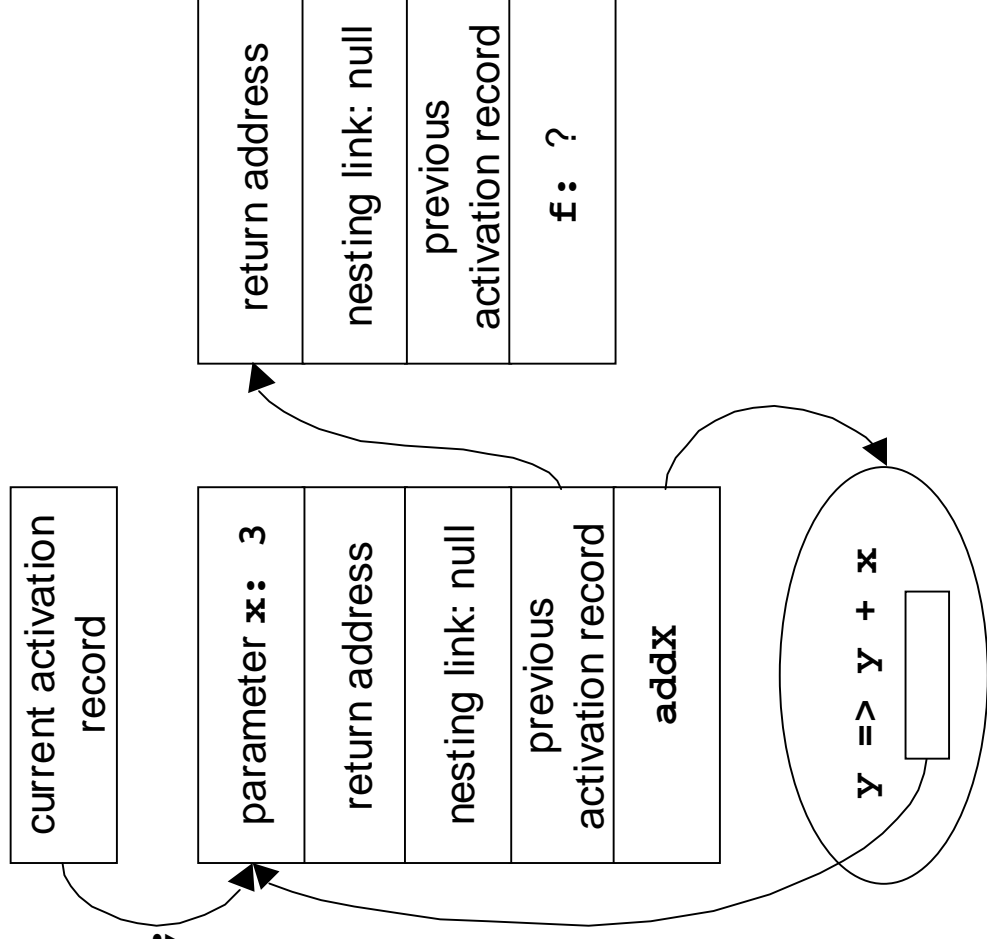 current activation
record
parameter x: 3
return address
nesting link: null
previous
activation record
addx
y => y + x
return address
nesting link: null
previous
activation record
f: ?